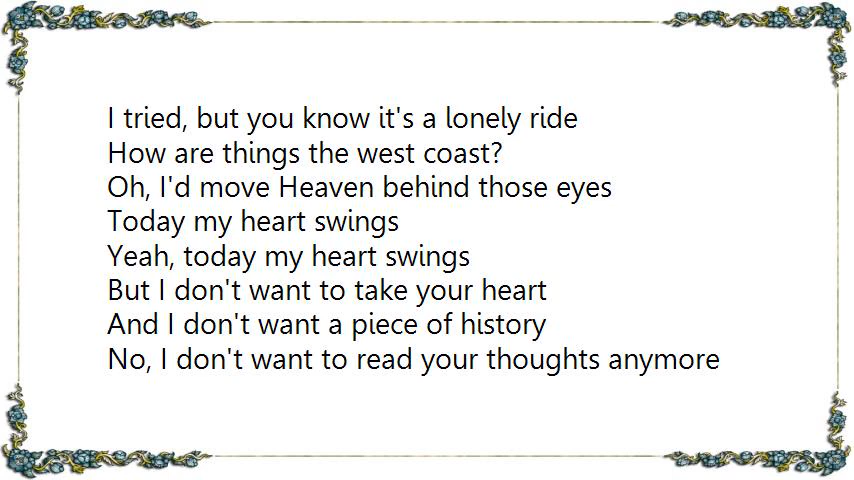 I tried, but you know it's a lonely ride
How are things the west coast?
Oh, I'd move Heaven behind those eyes
Today my heart swings
Yeah, today my heart swings
But I don't want to take your heart
And I don't want a piece of history
No, I don't want to read your thoughts anymore